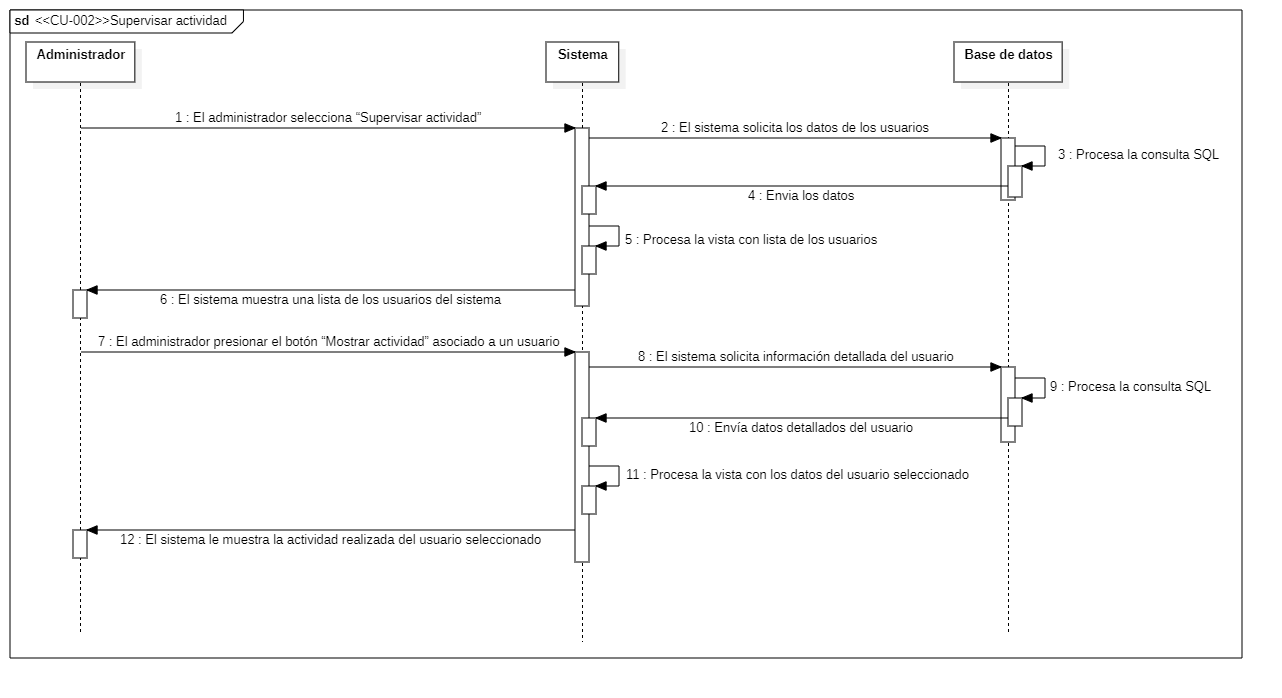 sd <<CU-002>>Supervisar actividad
Administrador
Sistema
Base de datos
1 : El administrador selecciona “Supervisar actividad”
2 : El sistema solicita los datos de los usuarios
3 : Procesa la consulta SQL
4 : Envia los datos
5 : Procesa la vista con lista de los usuarios
6 : El sistema muestra una lista de los usuarios del sistema
7 : El administrador presionar el botón “Mostrar actividad” asociado a un usuario
8 : El sistema solicita información detallada del usuario
9 : Procesa la consulta SQL
10 : Envía datos detallados del usuario
11 : Procesa la vista con los datos del usuario seleccionado
12 : El sistema le muestra la actividad realizada del usuario seleccionado